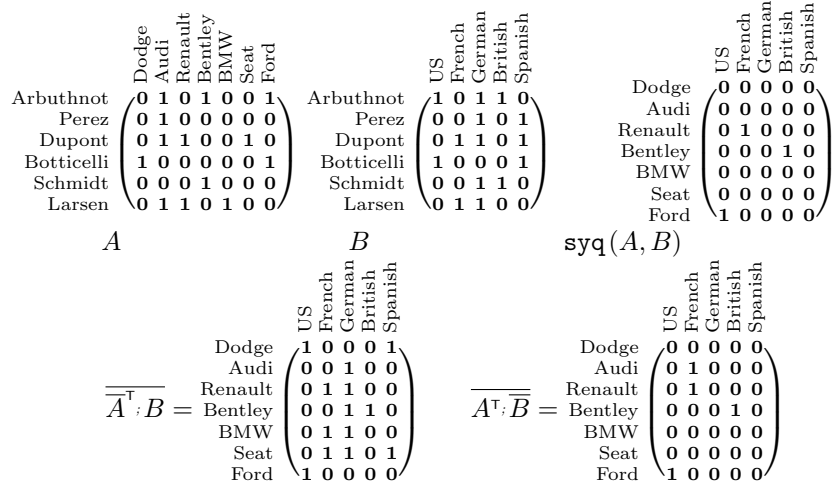 Dodge Audi Renault Bentley BMW Seat Ford
Arbuthnot 0 1 0 1 0 0 1
Perez 0 1 0 0 0 0 0
Dupont 0 1 1 0 0 1 0
Botticelli 1 0 0 0 0 0 1
Schmidt 0 0 0 1 0 0 0
Larsen 0 1 1 0 1 0 0
A
US French German British Spanish
Arbuthnot 1 0 1 1 0
Perez 0 0 1 0 1
Dupont 0 1 1 0 1
Botticelli 1 0 0 0 1
Schmidt 0 0 1 1 0
Larsen 0 1 1 0 0
B
US French German British Spanish
Dodge 0 0 0 0 0
Audi 0 0 0 0 0
Renault 0 1 0 0 0
Bentley 0 0 0 1 0
BMW 0 0 0 0 0
Seat 0 0 0 0 0
Ford 1 0 0 0 0
syq(A, B)
US French German British Spanish
Dodge 1 0 0 0 1
Audi 0 0 1 0 0
Renault 0 1 1 0 0
A̅ᵀ;B =
Bentley 0 0 1 1 0
BMW 0 1 1 0 0
Seat 0 1 1 0 1
Ford 1 0 0 0 0
US French German British Spanish
Dodge 0 0 0 0 0
Audi 0 1 0 0 0
Renault 0 1 0 0 0
Aᵀ;B̅ =
Bentley 0 0 0 1 0
BMW 0 0 0 0 0
Seat 0 0 0 0 0
Ford 1 0 0 0 0